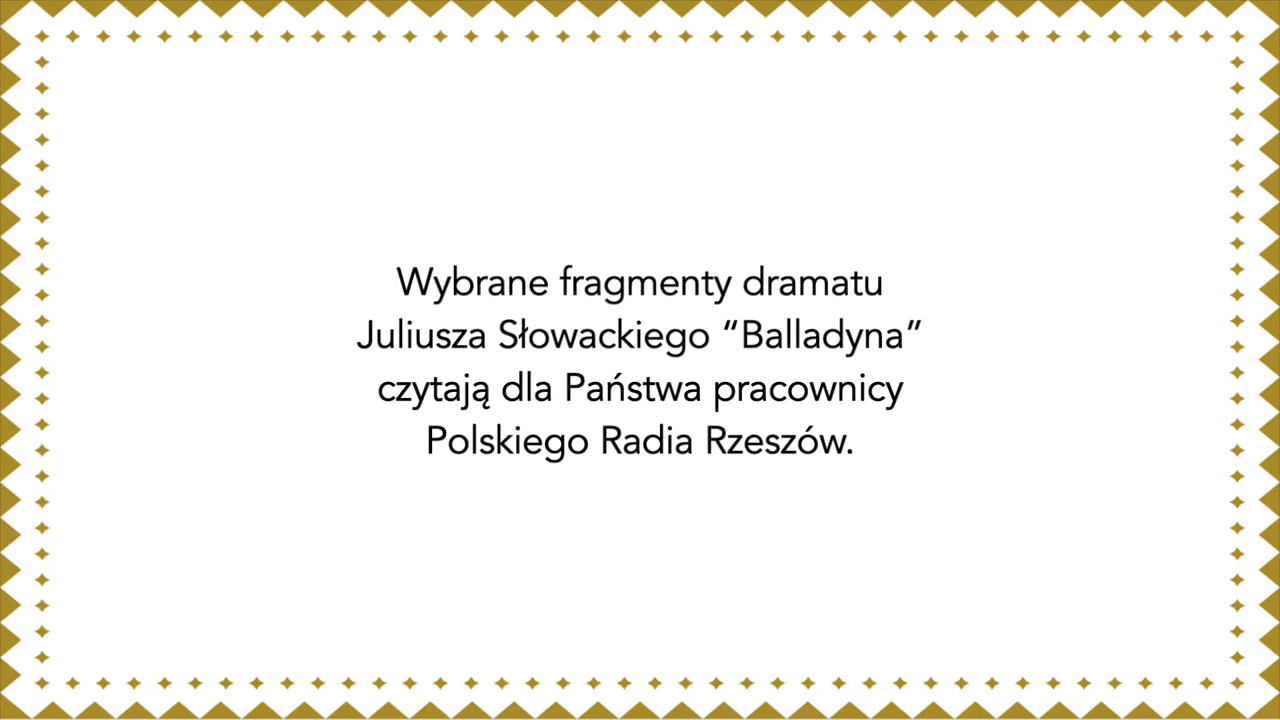 Wybrane fragmenty dramatu
Juliusza Słowackiego “Balladyna”
czytają dla Państwa pracownicy
Polskiego Radia Rzeszów.